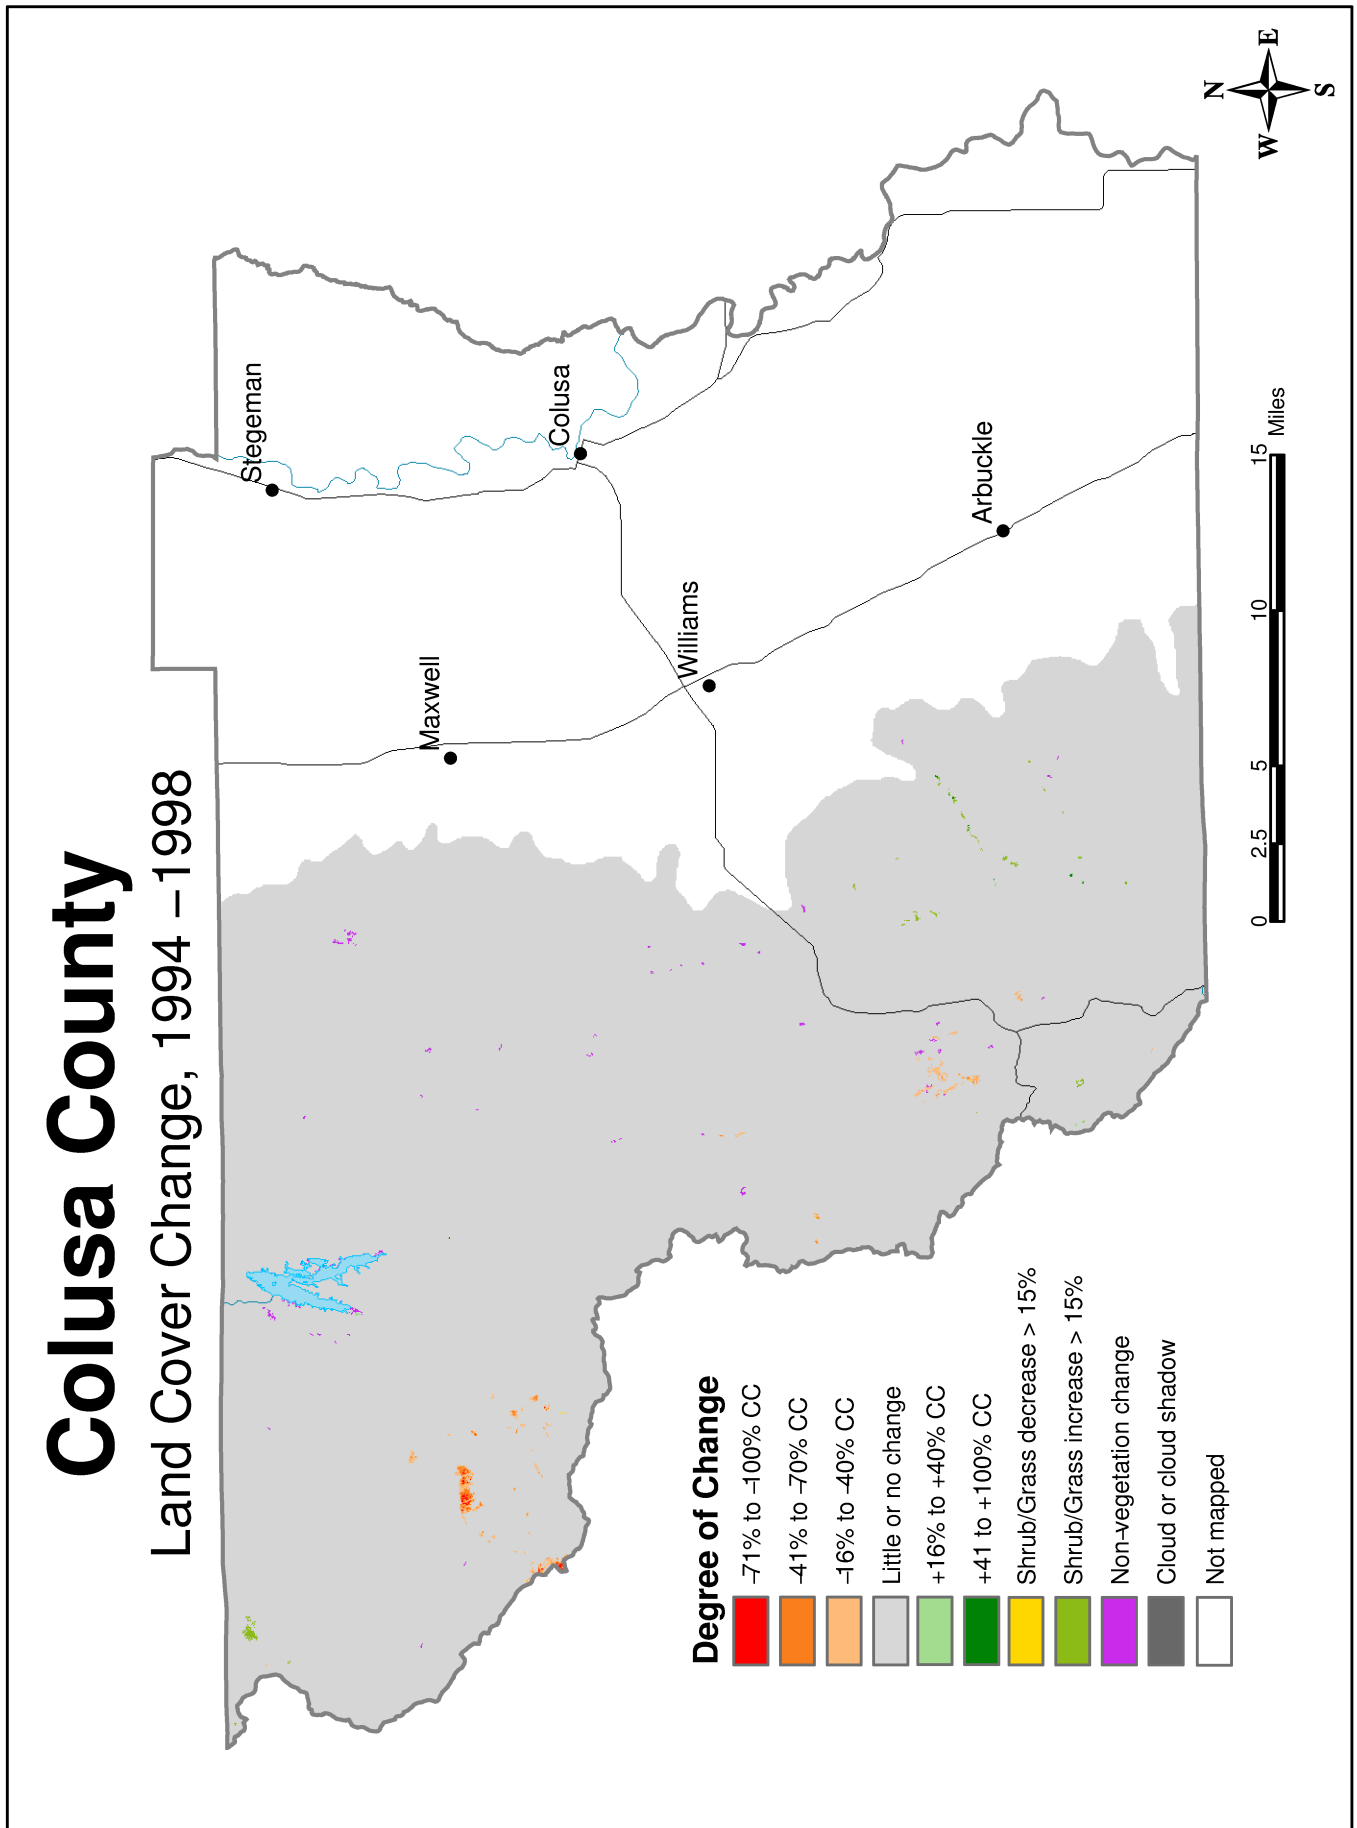 Colusa County
Land Cover Change, 1994 –1998
Stegeman
Colusa
Maxwell
Williams
Arbuckle
Degree of Change
–71% to –100% CC
–41% to –70% CC
–16% to –40% CC
Little or no change
+16% to +40% CC
+41 to +100% CC
Shrub/Grass decrease > 15%
Shrub/Grass increase > 15%
Non–vegetation change
Cloud or cloud shadow
Not mapped
0 2.5 5 10 15
Miles
N
W E
S